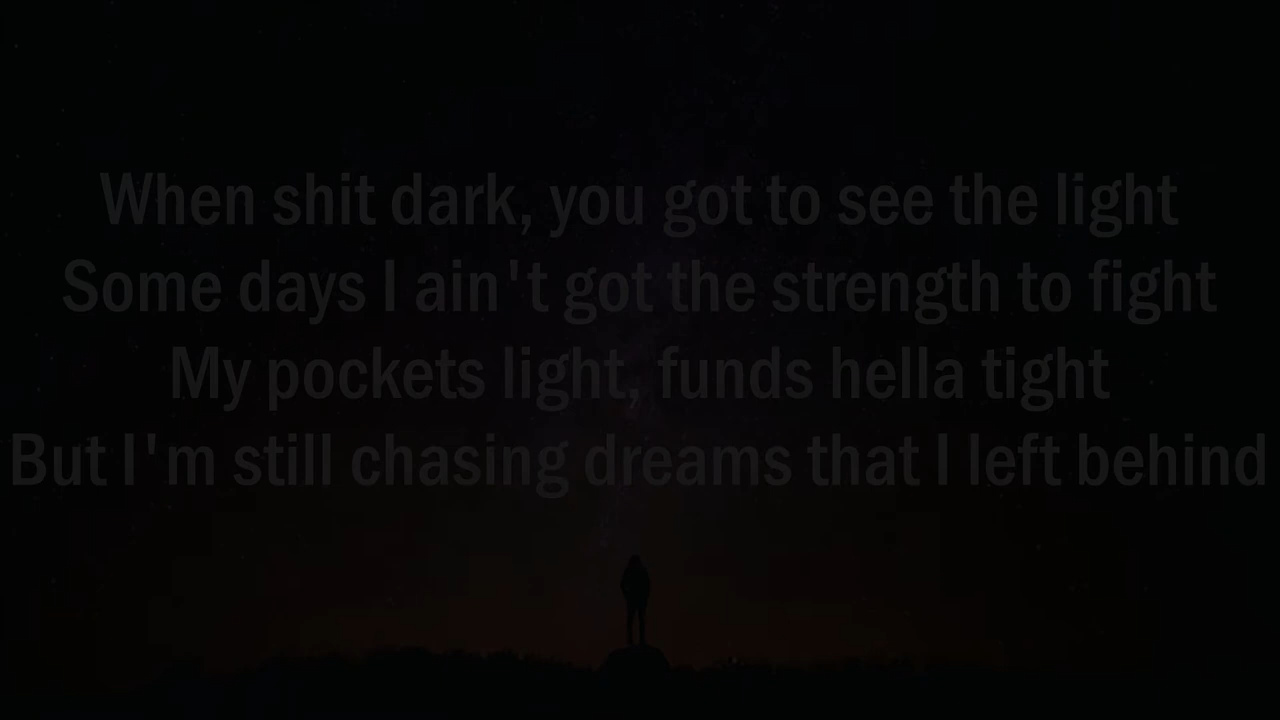 When shit dark, you got to see the light
Some days I ain't got the strength to fight
My pockets light, funds hella tight
But I'm still chasing dreams that I left behind